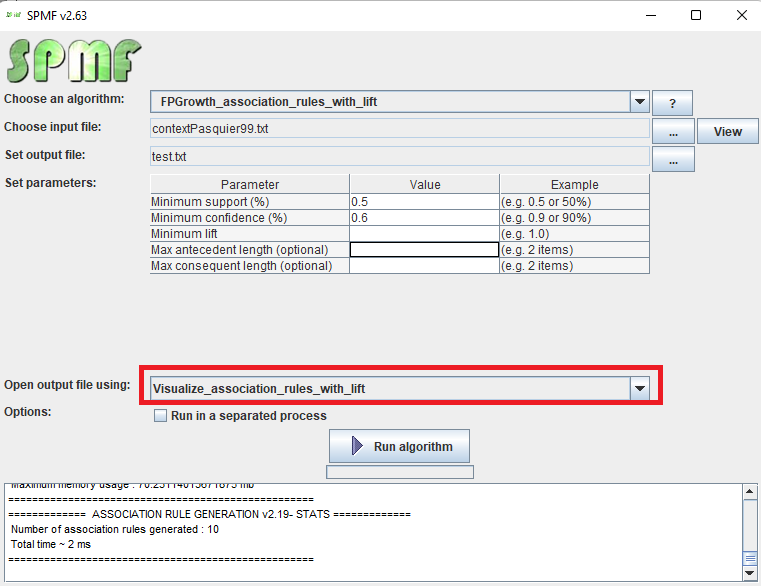 SPMF v2.63
SPMF
Choose an algorithm: FPGrowth_association_rules_with_lift ?
Choose input file: contextPasquier99.txt ... View
Set output file: test.txt ...
Set parameters: Parameter Value Example
Minimum support (%) 0.5 (e.g. 0.5 or 50%)
Minimum confidence (%) 0.6 (e.g. 0.9 or 90%)
Minimum lift (e.g. 1.0)
Max antecedent length (optional) (e.g. 2 items)
Max consequent length (optional) (e.g. 2 items)
Open output file using: Visualize_association_rules_with_lift
Options: Run in a separated process
Run algorithm
Maximum memory usage : mb
===================================================
============= ASSOCIATION RULE GENERATION v2.19- STATS =============
Number of association rules generated : 10
Total time ~ 2 ms
===================================================